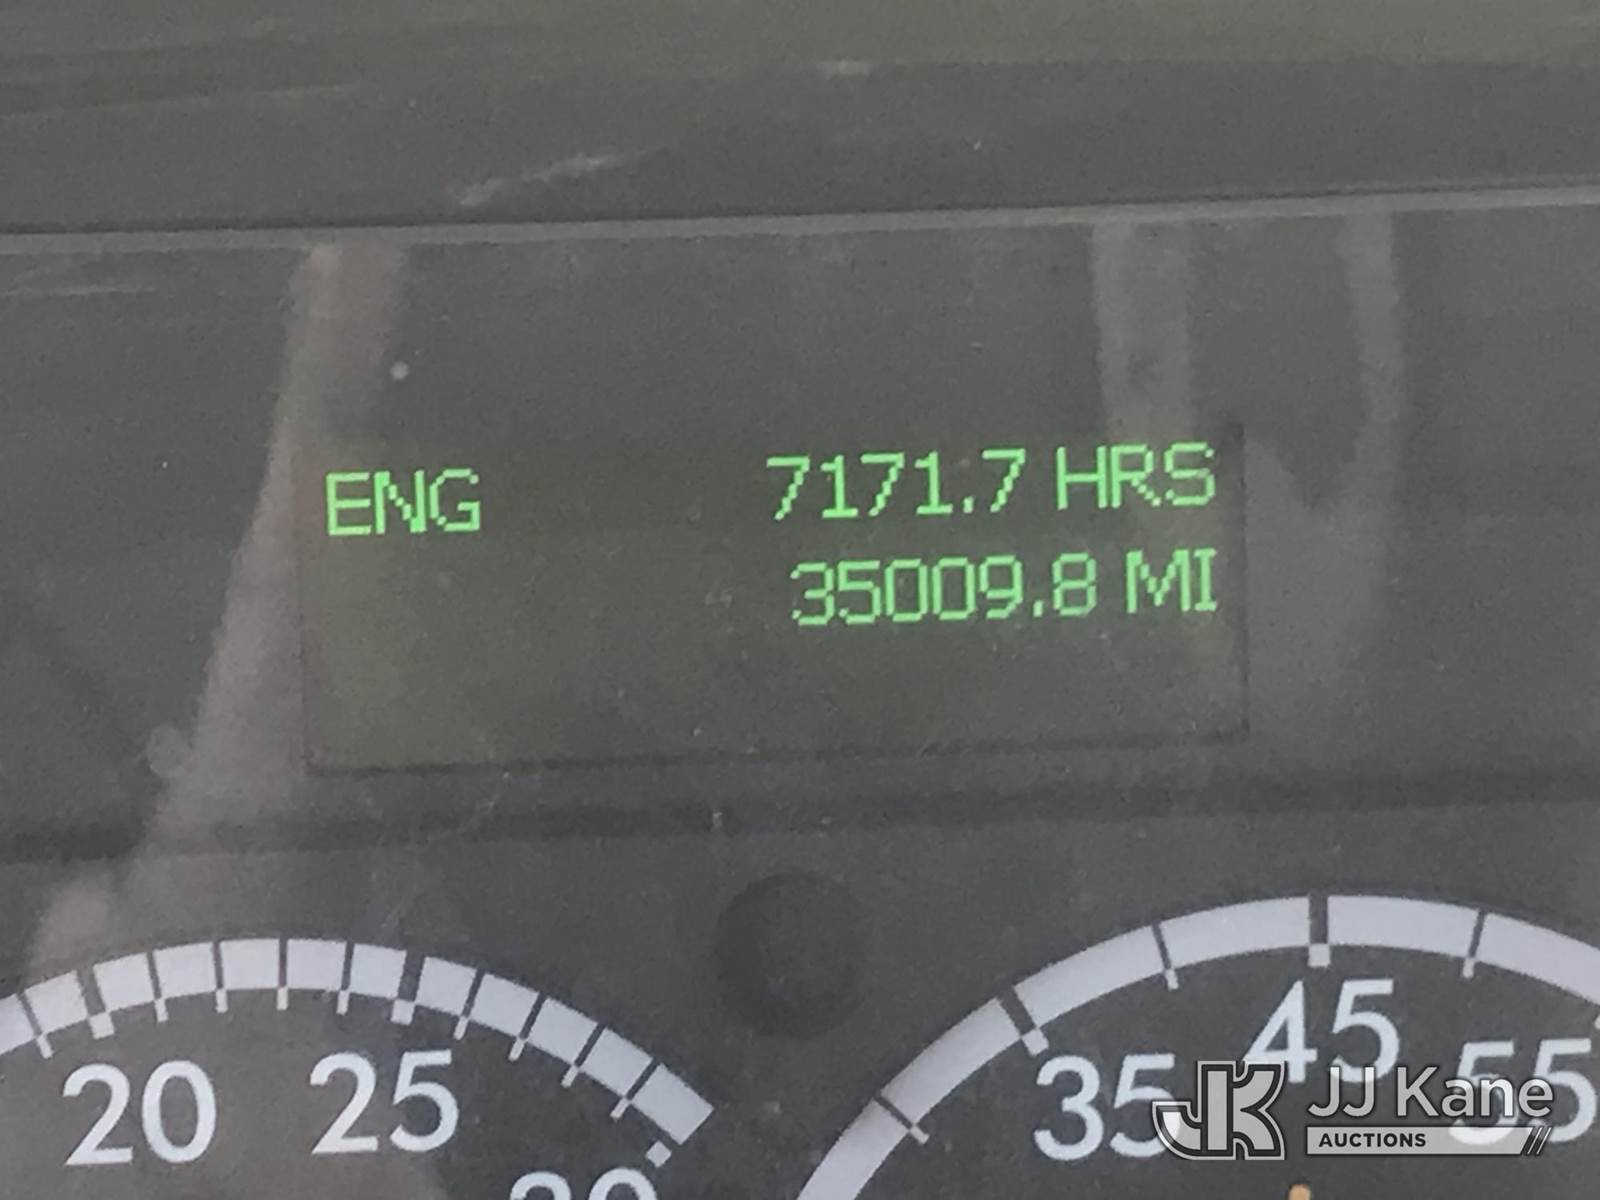 ENG 7171.7 HRS
35009.8 MI
20 25
35 45 55
JJ Kane
AUCTIONS